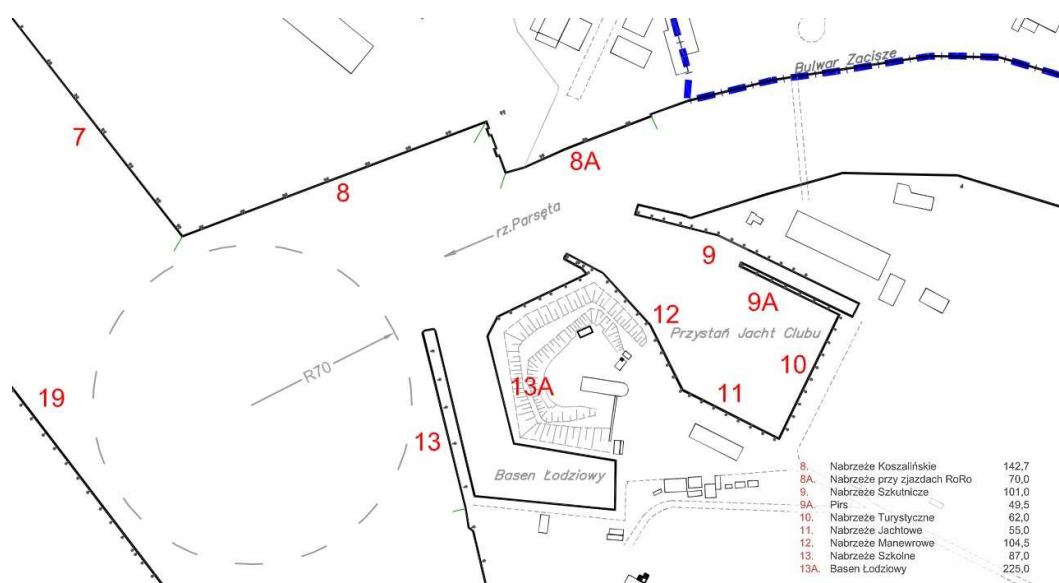 Bulwar Zacisze
7
8
8A
rz.Parsęta
9
9A
12
Przystań Jacht Clubu
10
R70
19
13A
11
13
Basen Łodziowy
8. Nabrzeże Koszalińskie 142,7
8A. Nabrzeże przy zjazdach RoRo 70,0
9. Nabrzeże Szkutnicze 101,0
9A. Pirs 49,5
10. Nabrzeże Turystyczne 62,0
11. Nabrzeże Jachtowe 55,0
12. Nabrzeże Manewrowe 104,5
13. Nabrzeże Szkolne 87,0
13A. Basen Łodziowy 225,0